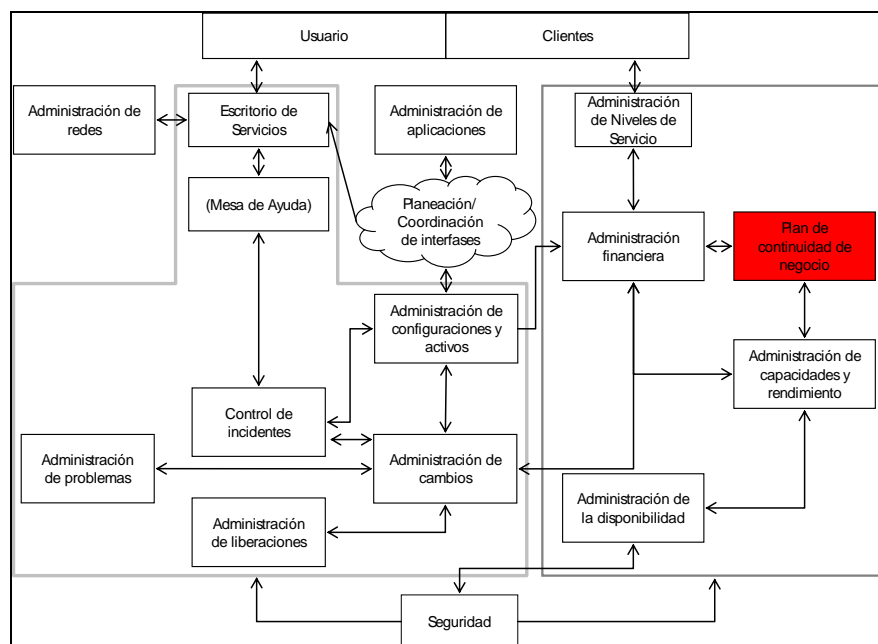 Usuario
Clientes
Administración de
redes
Escritorio de
Servicios
Administración de
aplicaciones
Administración
de Niveles de
Servicio
(Mesa de Ayuda)
Planeación/
Coordinación
de interfases
Administración
financiera
Plan de
continuidad de
negocio
Administración de
configuraciones y
activos
Administración de
capacidades y
rendimiento
Control de
incidentes
Administración
de problemas
Administración de
cambios
Administración
de liberaciones
Administración de
la disponibilidad
Seguridad